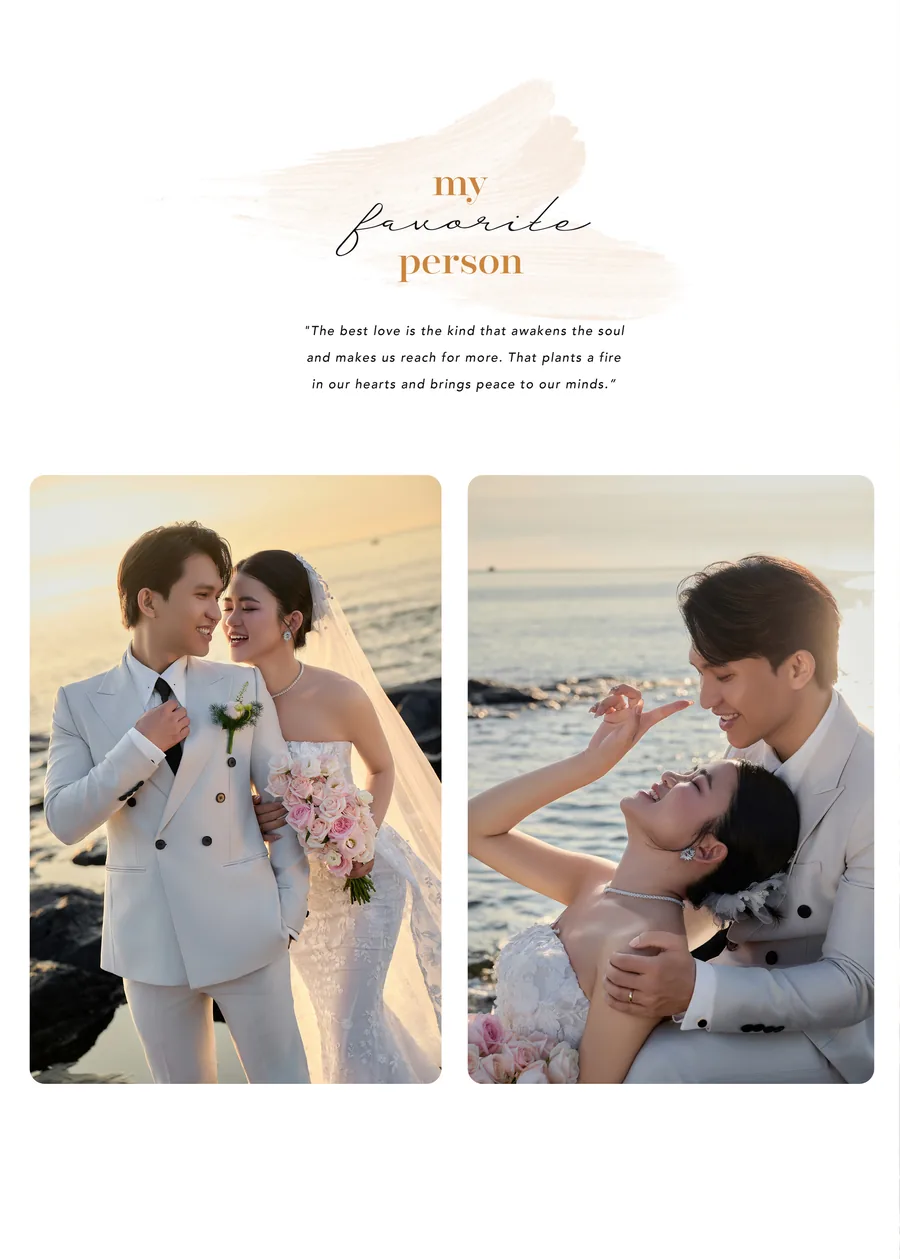 my
favorite
person
"The best love is the kind that awakens the soul
and makes us reach for more. That plants a fire
in our hearts and brings peace to our minds.”